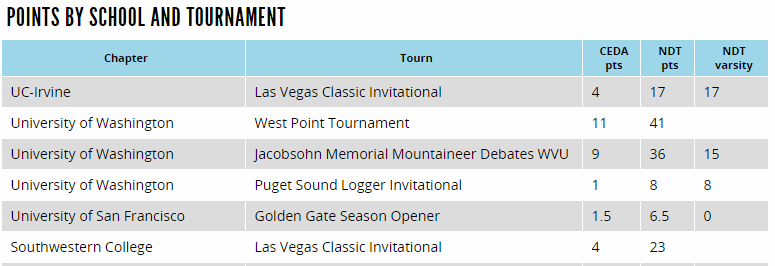 POINTS BY SCHOOL AND TOURNAMENT
Chapter Tourn CEDA pts NDT pts NDT varsity
UC-Irvine Las Vegas Classic Invitational 4 17 17
University of Washington West Point Tournament 11 41
University of Washington Jacobsohn Memorial Mountaineer Debates WVU 9 36 15
University of Washington Puget Sound Logger Invitational 1 8 8
University of San Francisco Golden Gate Season Opener 1.5 6.5 0
Southwestern College Las Vegas Classic Invitational 4 23